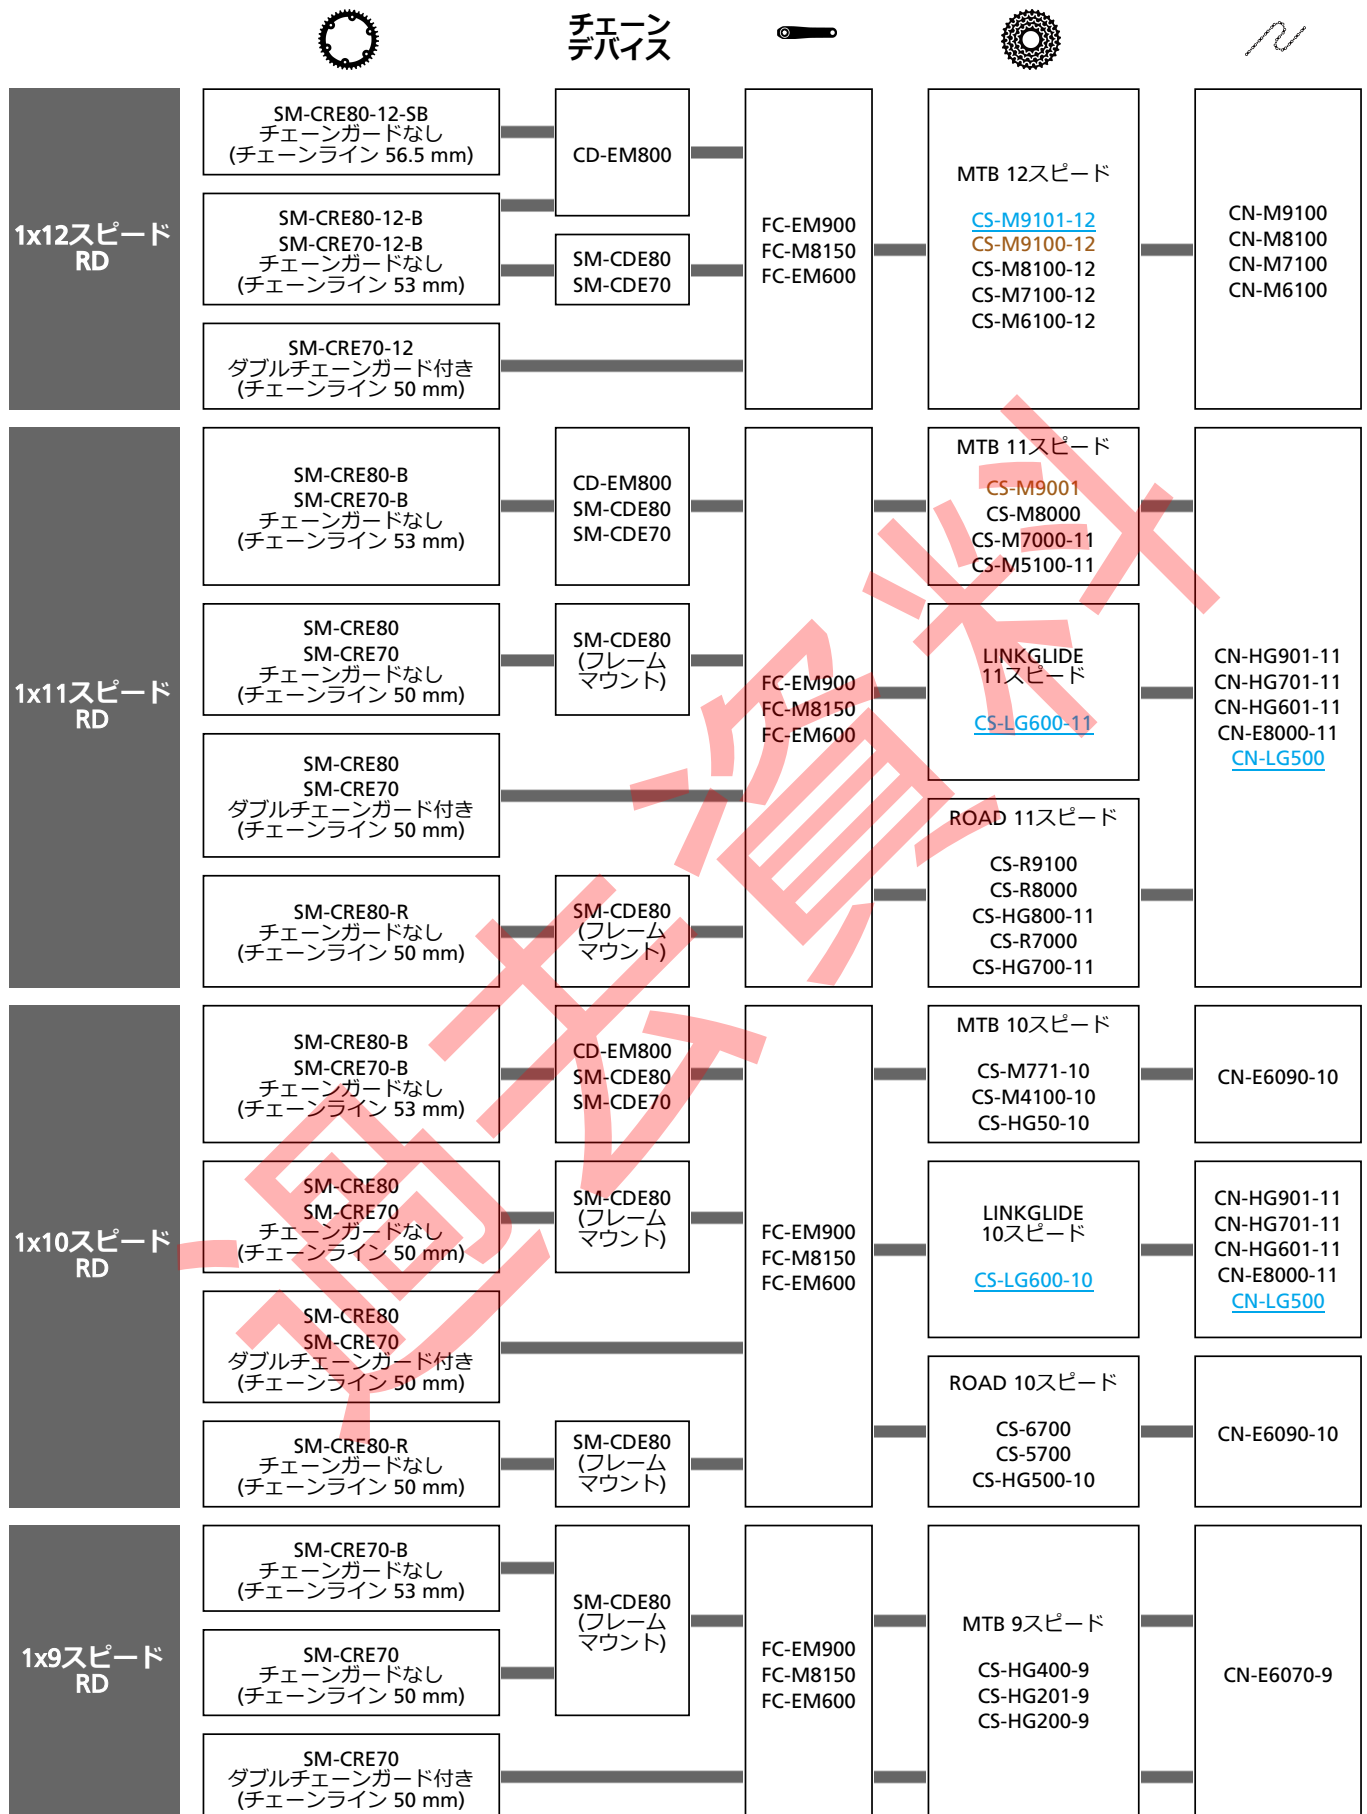 チェーン
デバイス
1x12スピード
RD
SM-CRE80-12-SB
チェーンガードなし
(チェーンライン 56.5 mm)
SM-CRE80-12-B
SM-CRE70-12-B
チェーンガードなし
(チェーンライン 53 mm)
SM-CRE70-12
ダブルチェーンガード付き
(チェーンライン 50 mm)
CD-EM800
SM-CDE80
SM-CDE70
FC-EM900
FC-M8150
FC-EM600
MTB 12スピード
CS-M9101-12
CS-M9100-12
CS-M8100-12
CS-M7100-12
CS-M6100-12
CN-M9100
CN-M8100
CN-M7100
CN-M6100
1x11スピード
RD
SM-CRE80-B
SM-CRE70-B
チェーンガードなし
(チェーンライン 53 mm)
SM-CRE80
SM-CRE70
チェーンガードなし
(チェーンライン 50 mm)
SM-CRE80
SM-CRE70
ダブルチェーンガード付き
(チェーンライン 50 mm)
SM-CRE80-R
チェーンガードなし
(チェーンライン 50 mm)
CD-EM800
SM-CDE80
SM-CDE70
SM-CDE80
(フレーム
マウント)
SM-CDE80
(フレーム
マウント)
FC-EM900
FC-M8150
FC-EM600
MTB 11スピード
CS-M9001
CS-M8000
CS-M7000-11
CS-M5100-11
LINKGLIDE
11スピード
CS-LG600-11
ROAD 11スピード
CS-R9100
CS-R8000
CS-HG800-11
CS-R7000
CS-HG700-11
CN-HG901-11
CN-HG701-11
CN-HG601-11
CN-E8000-11
CN-LG500
1x10スピード
RD
SM-CRE80-B
SM-CRE70-B
チェーンガードなし
(チェーンライン 53 mm)
SM-CRE80
SM-CRE70
チェーンガードなし
(チェーンライン 50 mm)
SM-CRE80
SM-CRE70
ダブルチェーンガード付き
(チェーンライン 50 mm)
SM-CRE80-R
チェーンガードなし
(チェーンライン 50 mm)
CD-EM800
SM-CDE80
SM-CDE70
SM-CDE80
(フレーム
マウント)
SM-CDE80
(フレーム
マウント)
FC-EM900
FC-M8150
FC-EM600
MTB 10スピード
CS-M771-10
CS-M4100-10
CS-HG50-10
LINKGLIDE
10スピード
CS-LG600-10
ROAD 10スピード
CS-6700
CS-5700
CS-HG500-10
CN-E6090-10
CN-HG901-11
CN-HG701-11
CN-HG601-11
CN-E8000-11
CN-LG500
CN-E6090-10
1x9スピード
RD
SM-CRE70-B
チェーンガードなし
(チェーンライン 53 mm)
SM-CRE70
チェーンガードなし
(チェーンライン 50 mm)
SM-CRE70
ダブルチェーンガード付き
(チェーンライン 50 mm)
SM-CDE80
(フレーム
マウント)
FC-EM900
FC-M8150
FC-EM600
MTB 9スピード
CS-HG400-9
CS-HG201-9
CS-HG200-9
CN-E6070-9
過去資料